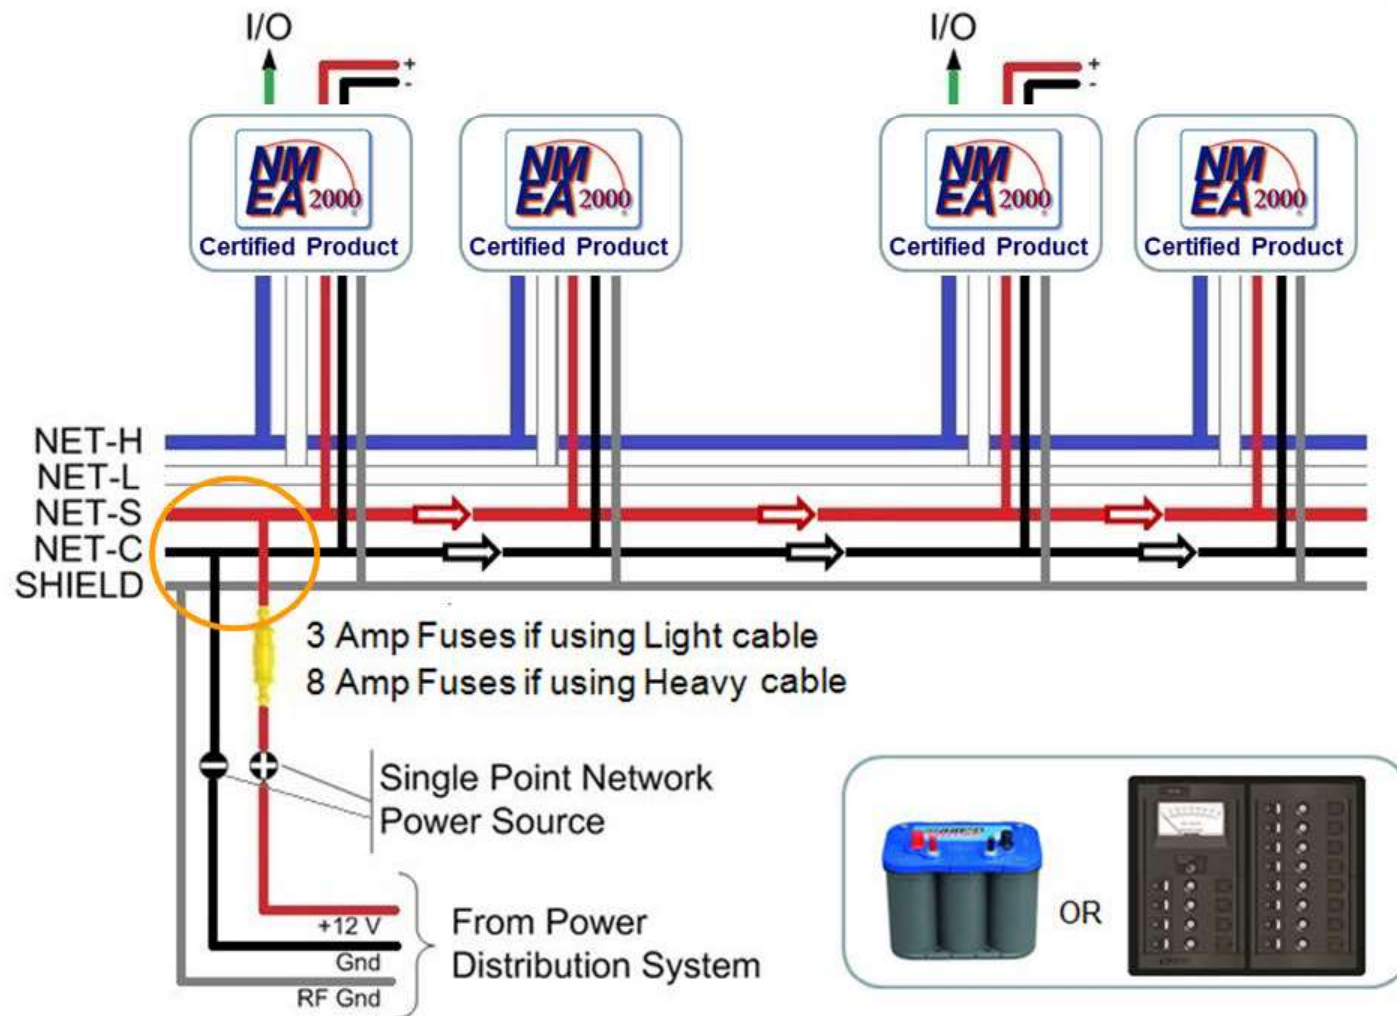 I/O
I/O
+
-
+
-
NM
EA 2000
Certified Product
NM
EA 2000
Certified Product
NM
EA 2000
Certified Product
NM
EA 2000
Certified Product
NET-H
NET-L
NET-S
NET-C
SHIELD
3 Amp Fuses if using Light cable
8 Amp Fuses if using Heavy cable
Single Point Network
Power Source
+12 V
Gnd
RF Gnd
From Power
Distribution System
OR